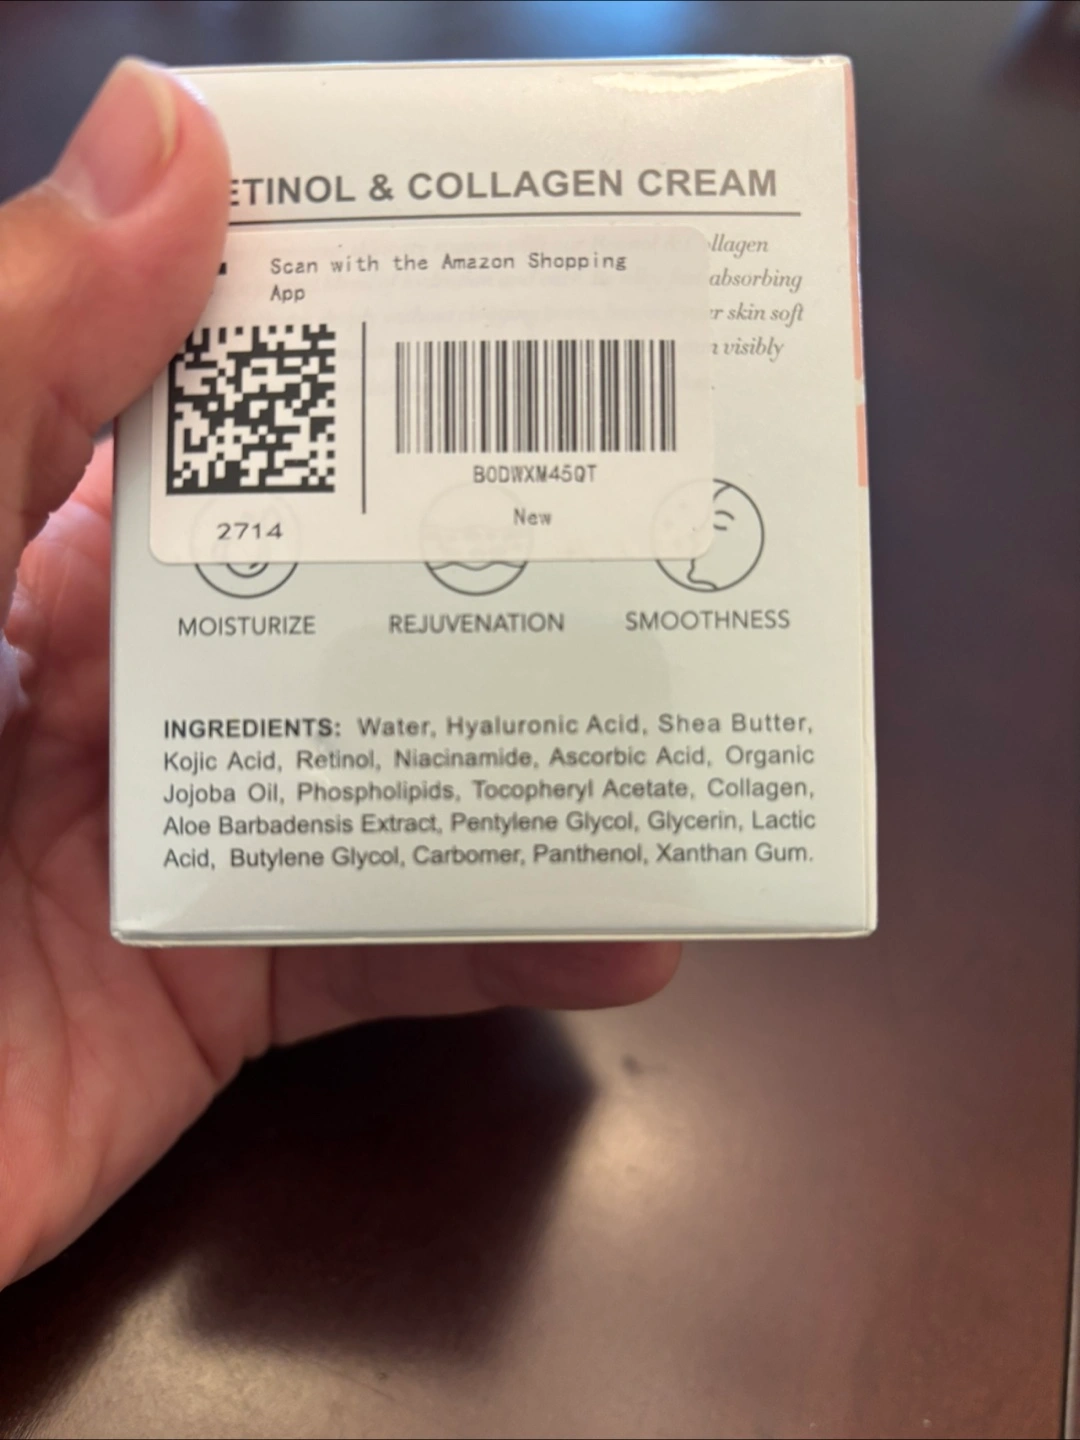 ETINOL & COLLAGEN CREAM
ollagen
Scan with the Amazon Shopping
App
absorbing
r skin soft
visibly
B0DWXM45QT
New
2714
MOISTURIZE REJUVENATION SMOOTHNESS
INGREDIENTS: Water, Hyaluronic Acid, Shea Butter,
Kojic Acid, Retinol, Niacinamide, Ascorbic Acid, Organic
Jojoba Oil, Phospholipids, Tocopheryl Acetate, Collagen,
Aloe Barbadensis Extract, Pentylene Glycol, Glycerin, Lactic
Acid, Butylene Glycol, Carbomer, Panthenol, Xanthan Gum.